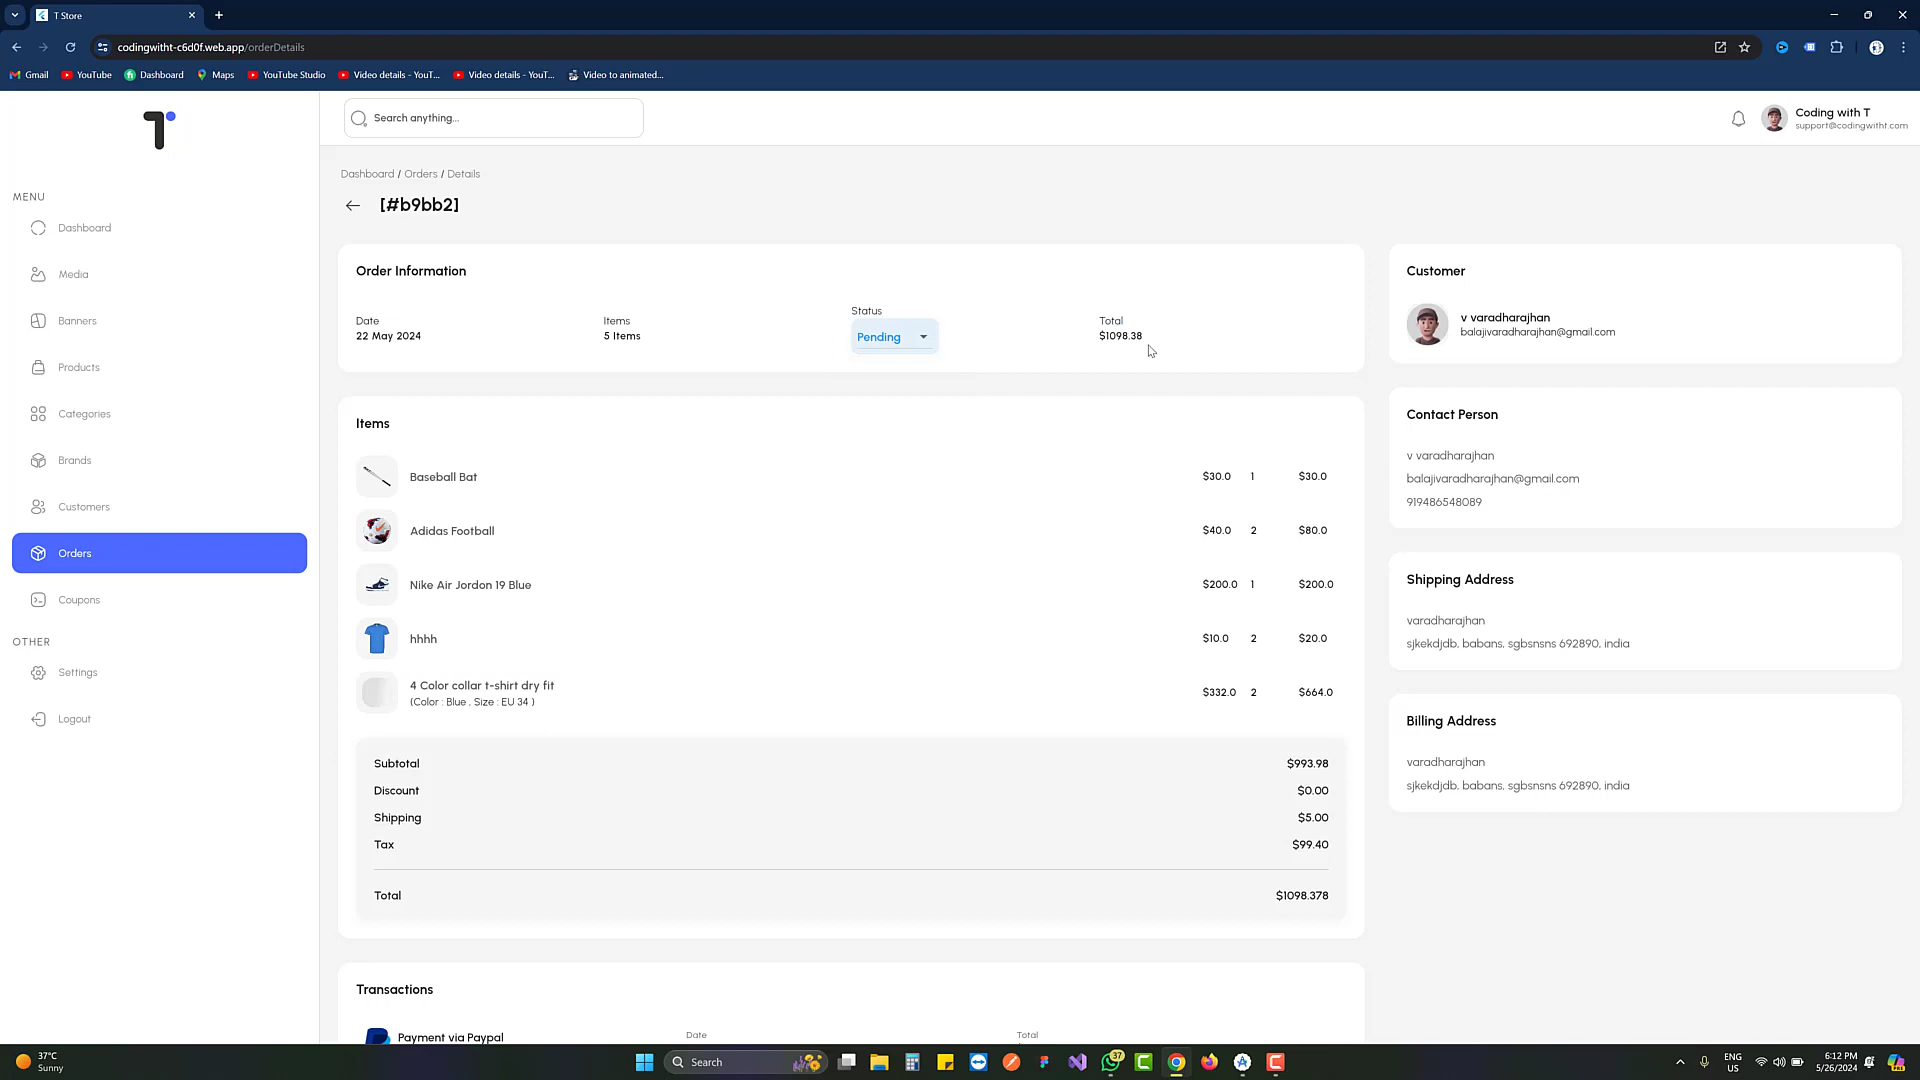 T Store
codingwitht-c6d0f.web.app/orderDetails
Gmail
YouTube
Dashboard
Maps
YouTube Studio
Video details - YouT...
Video details - YouT...
Video to animated...
Search anything...
Coding with T
support@codingwitht.com
MENU
Dashboard
Media
Banners
Products
Categories
Brands
Customers
Orders
Coupons
OTHER
Settings
Logout
Dashboard / Orders / Details
[#b9bb2]
Order Information
Date
22 May 2024
Items
5 Items
Status
Pending
Total
$1098.38
Items
Baseball Bat $30.0 1 $30.0
Adidas Football $40.0 2 $80.0
Nike Air Jordon 19 Blue $200.0 1 $200.0
hhhh $10.0 2 $20.0
4 Color collar t-shirt dry fit $332.0 2 $664.0
(Color : Blue , Size : EU 34 )
Subtotal $993.98
Discount $0.00
Shipping $5.00
Tax $99.40
Total $1098.378
Transactions
Payment via Paypal
Date
Total
Customer
v varadharajhan
balajivaradharajhan@gmail.com
Contact Person
v varadharajhan
balajivaradharajhan@gmail.com
919486548089
Shipping Address
varadharajhan
sjkekdjdb, babans, sgbsnsns 692890, india
Billing Address
varadharajhan
sjkekdjdb, babans, sgbsnsns 692890, india
37°C
Sunny
Search
37
ENG
US
6:12 PM
5/26/2024